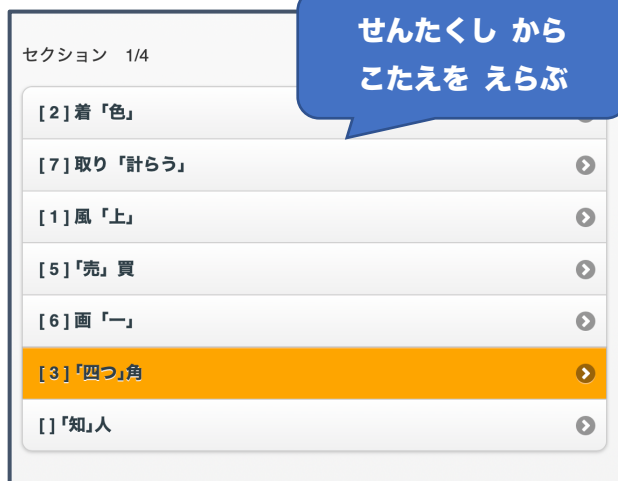 せんたくし から
こたえを えらぶ
セクション 1/4
[ 2 ] 着「色」
[ 7 ] 取り「計らう」
[ 1 ] 風「上」
[ 5 ]「売」買
[ 6 ] 画「一」
[ 3 ]「四つ」角
[ ]「知」人